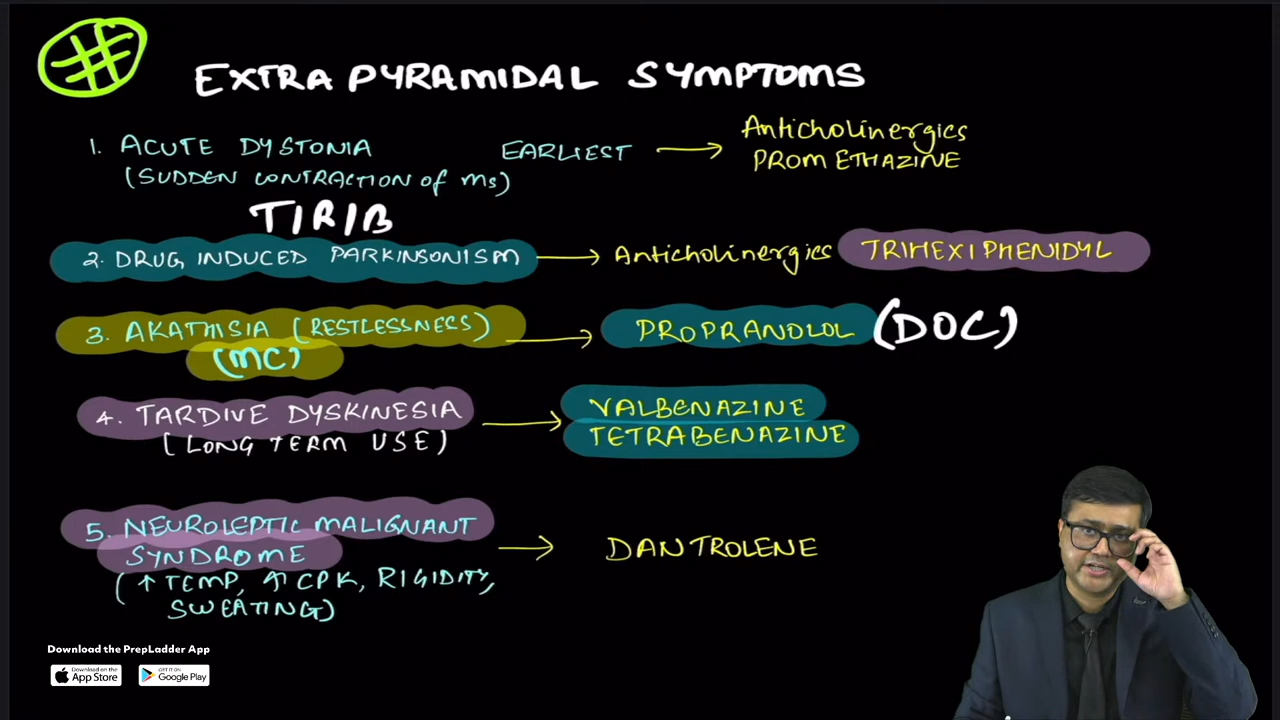 #
EXTRA PYRAMIDAL SYMPTOMS
1. ACUTE DYSTONIA EARLIEST → Anticholinergics
PROMETHAZINE
(SUDDEN CONTRACTION of ms)
T/R/B
2. DRUG INDUCED PARKINSONISM → Anticholinergics TRIHEXIPHENIDYL
3. AKATHISIA (RESTLESSNESS) → PROPRANOLOL (DOC)
(MC)
4. TARDIVE DYSKINESIA → VALBENAZINE
(LONG TERM USE) TETRABENAZINE
5. NEUROLEPTIC MALIGNANT
SYNDROME → DANTROLENE
(↑ TEMP, ↑ CPK, RIGIDITY,
SWEATING)
Download the PrepLadder App
Download on the App Store
GET IT ON Google Play